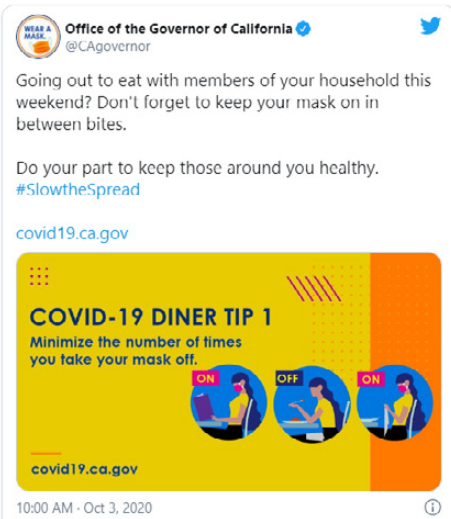 WEAR A
MASK.
Office of the Governor of California
@CAgovernor
Going out to eat with members of your household this
weekend? Don't forget to keep your mask on in
between bites.
Do your part to keep those around you healthy.
#SlowtheSpread
covid19.ca.gov
COVID-19 DINER TIP 1
Minimize the number of times
you take your mask off.
ON
OFF
ON
covid19.ca.gov
10:00 AM · Oct 3, 2020